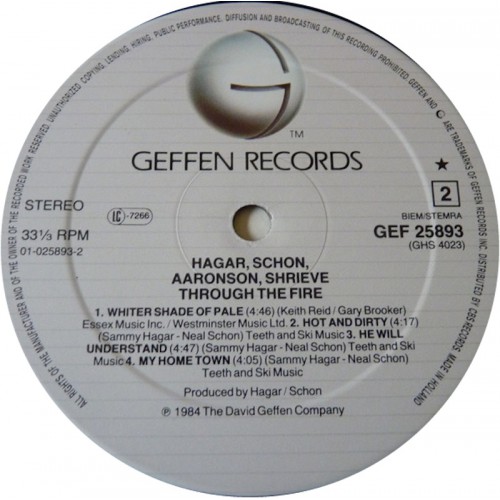 ALL RIGHTS OF THE MANUFACTURER AND OF THE OWNER OF THE RECORDED WORK RESERVED. UNAUTHORIZED COPYING, LENDING, HIRING, PUBLIC PERFORMANCE, DIFFUSION AND BROADCASTING OF THIS RECORDING PROHIBITED. GEFFEN AND G ARE TRADEMARKS OF GEFFEN RECORDS INC. DISTRIBUTED BY CBS RECORDS. MADE IN HOLLAND
TM
GEFFEN RECORDS
★
2
STEREO
LC-7266
BIEM/STEMRA
33⅓ RPM
GEF 25893
01-025893-2
(GHS 4023)
HAGAR, SCHON,
AARONSON, SHRIEVE
THROUGH THE FIRE
1. WHITER SHADE OF PALE (4:46) (Keith Reid / Gary Brooker)
Essex Music Inc. / Westminster Music Ltd. 2. HOT AND DIRTY (4:17)
(Sammy Hagar - Neal Schon) Teeth and Ski Music 3. HE WILL
UNDERSTAND (4:47) (Sammy Hagar - Neal Schon) Teeth and Ski
Music 4. MY HOME TOWN (4:05) (Sammy Hagar - Neal Schon)
Teeth and Ski Music
Produced by Hagar / Schon
℗ 1984 The David Geffen Company